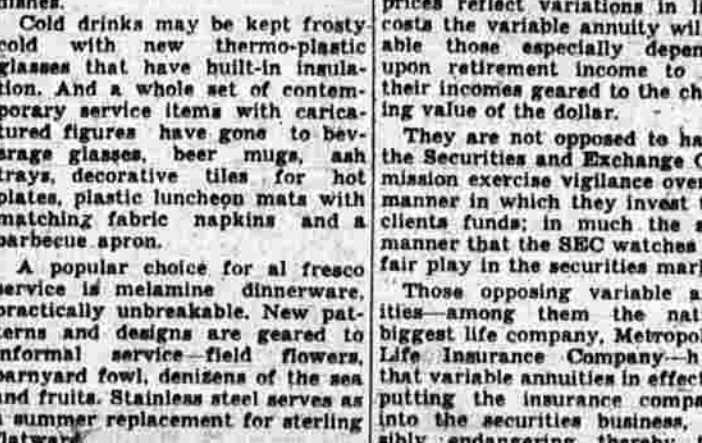 Cold drinks may be kept frosty
cold with new thermo-plastic
glasses that have built-in insula-
tion. And a whole set of contem-
porary service items with carica-
tured figures have gone to bev-
erage glasses, beer mugs, ash
trays, decorative tiles for hot
plates, plastic luncheon mats with
matching fabric napkins and a
barbecue apron.
A popular choice for al fresco
service is melamine dinnerware,
practically unbreakable. New pat-
terns and designs are geared to
informal service—field flowers,
barnyard fowl, denizens of the sea
and fruits. Stainless steel serves as
a summer replacement for sterling
flatware.
prices reflect variations in li
costs the variable annuity wil
able those especially depen
upon retirement income to
their incomes geared to the ch
ing value of the dollar.
They are not opposed to ha
the Securities and Exchange C
mission exercise vigilance over
manner in which they invest t
clients funds; in much the s
manner that the SEC watches
fair play in the securities mar
Those opposing variable a
ities—among them the nat
biggest life company, Metropol
Life Insurance Company—h
that variable annuities in effect
putting the insurance compa
into the securities business,
sibly endangering thereby